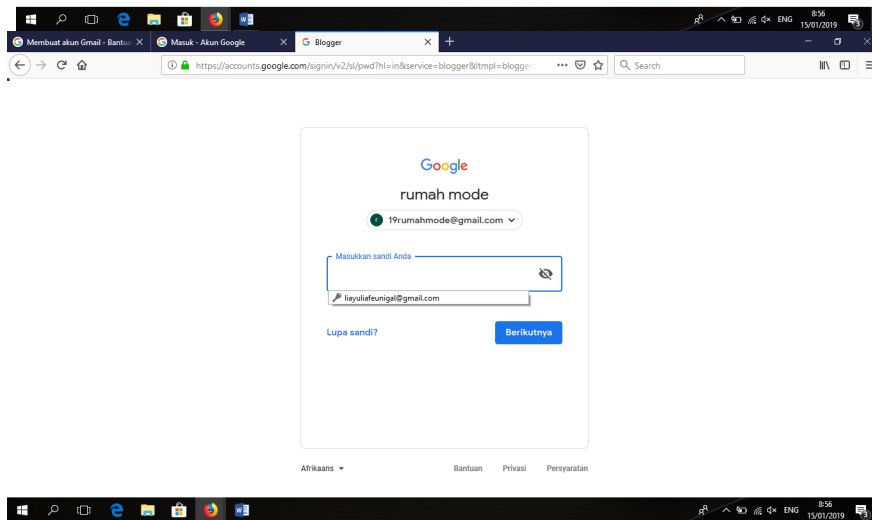 ENG
8:56
15/01/2019
3
Membuat akun Gmail - Bantua
Masuk - Akun Google
Blogger
https://accounts.google.com/signin/v2/sl/pwd?hl=in&service=blogger&ltmpl=blogger
Search
Google
rumah mode
r
19rumahmode@gmail.com
Masukkan sandi Anda
liayuliafeunigal@gmail.com
Lupa sandi?
Berikutnya
Afrikaans
Bantuan Privasi Persyaratan
ENG
8:56
15/01/2019
3